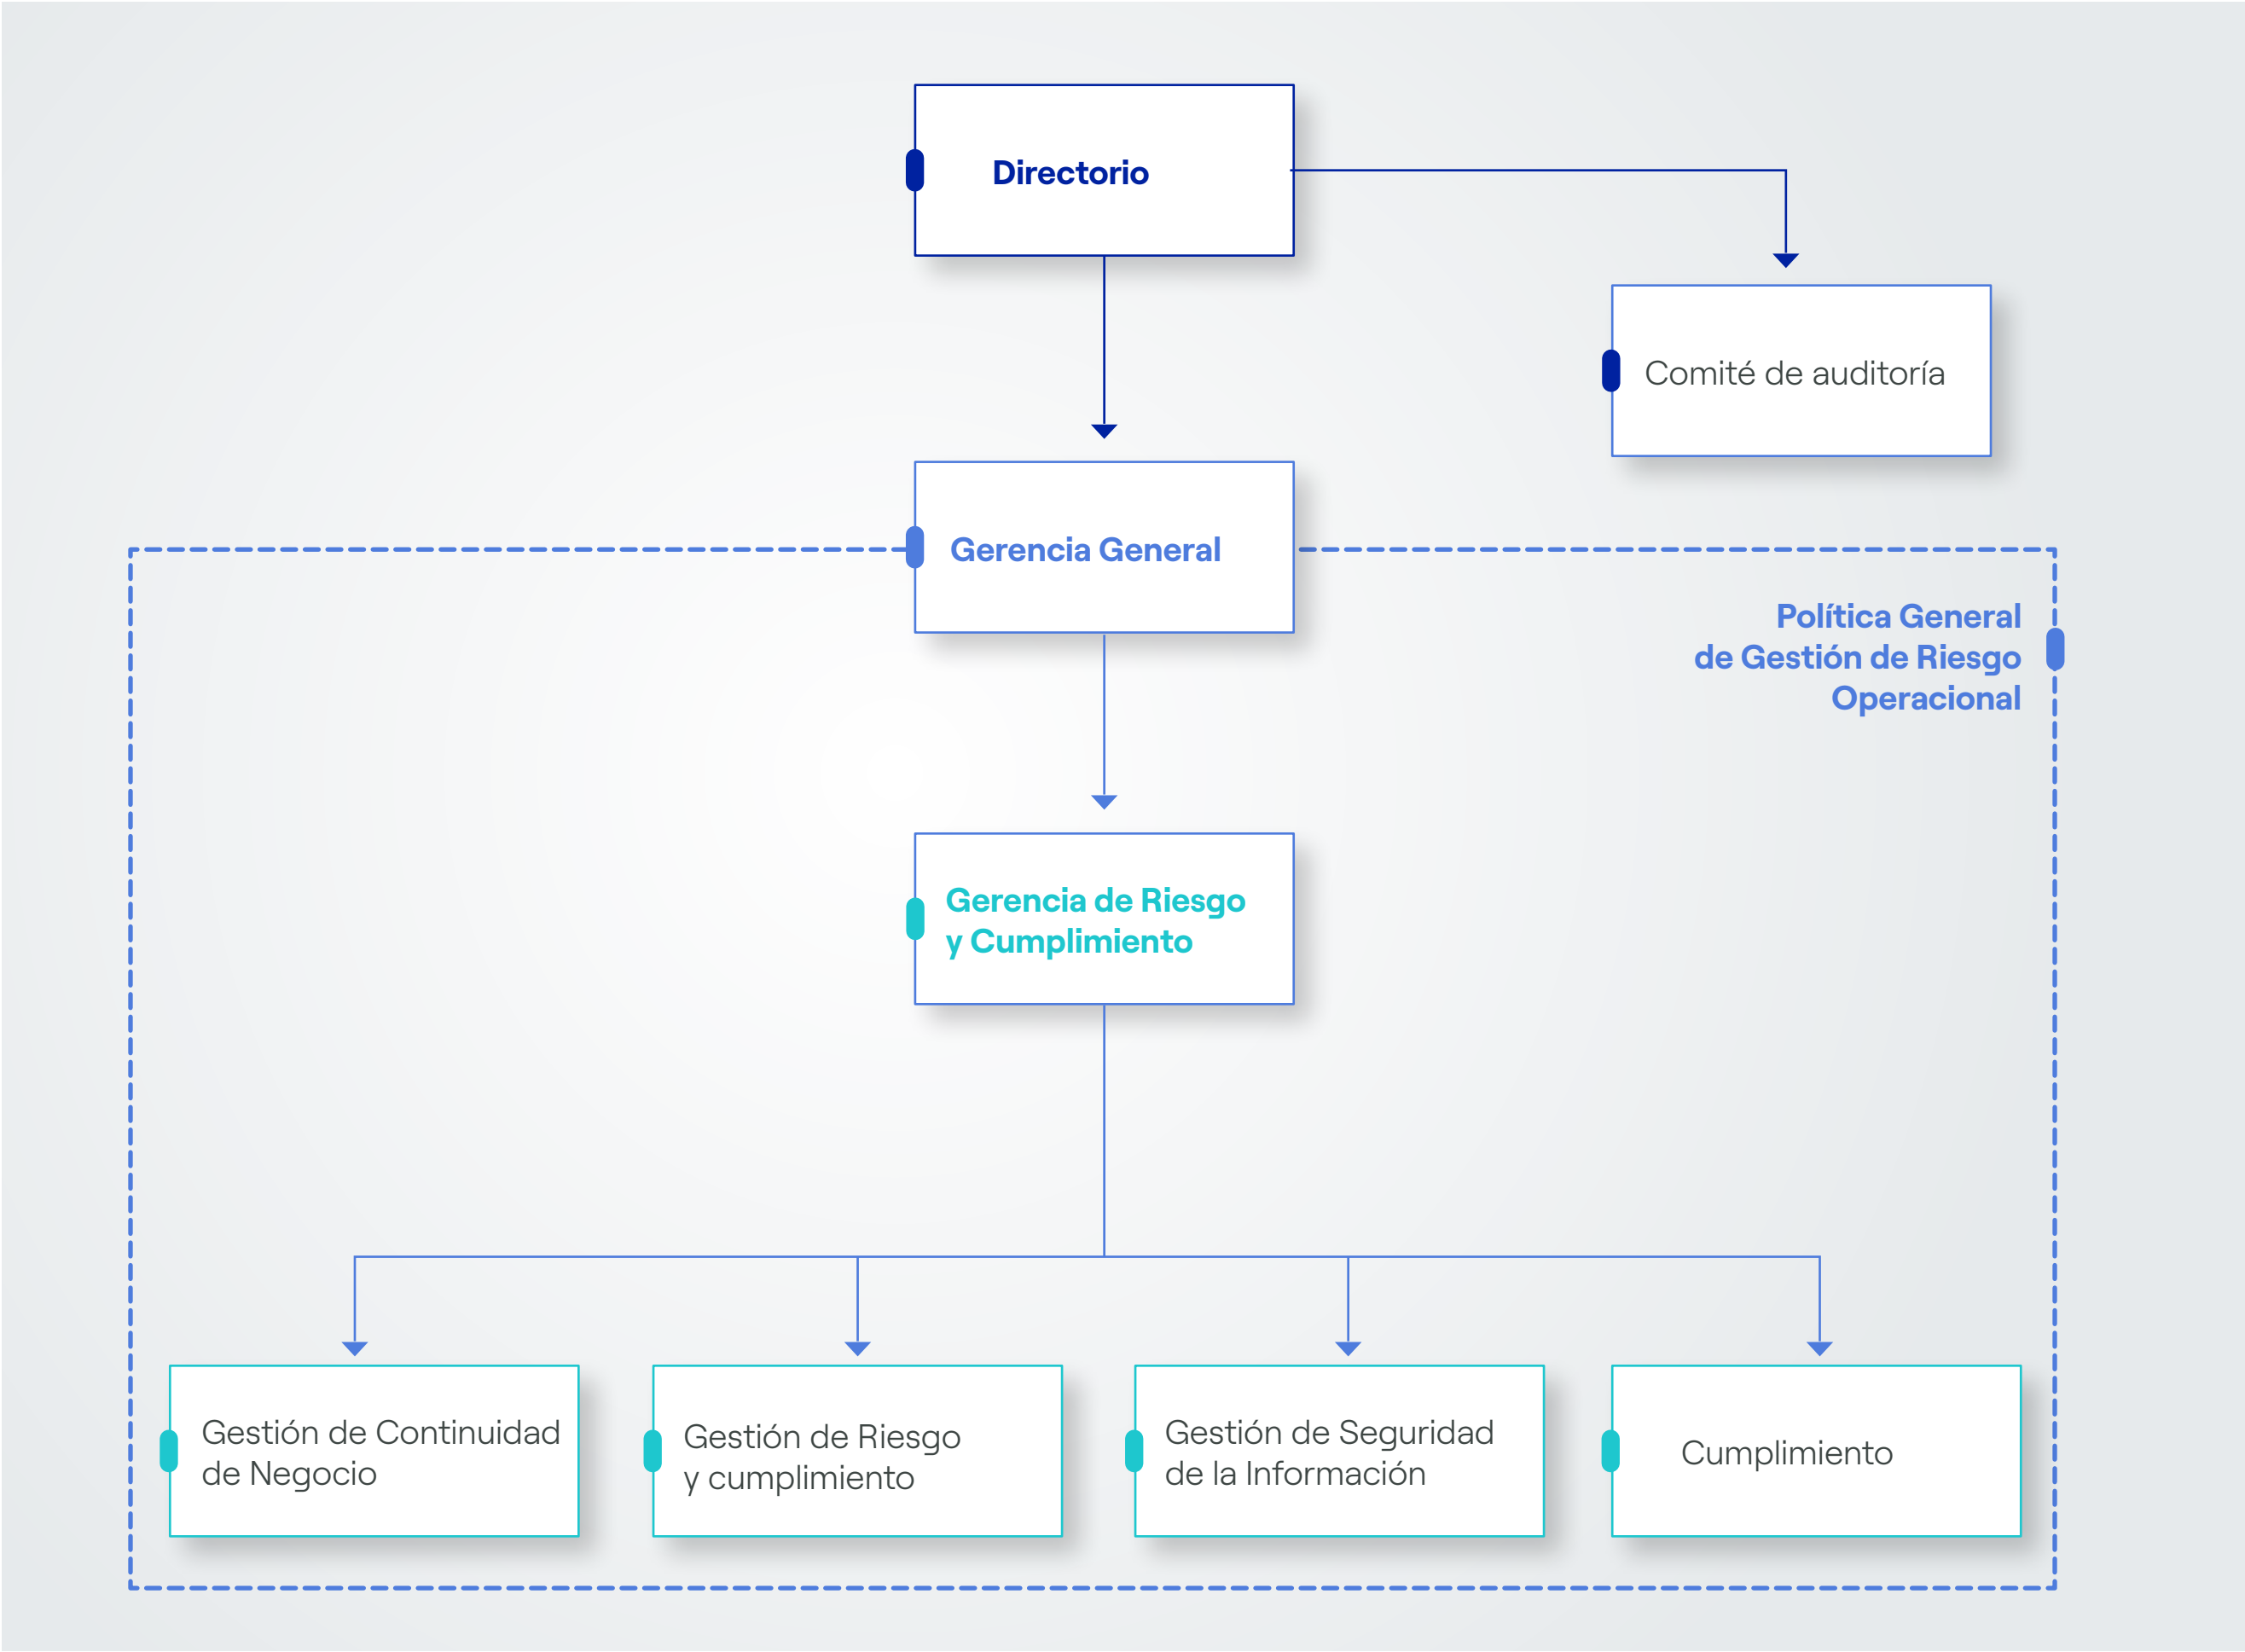 Directorio
Comité de auditoría
Gerencia General
Política General
de Gestión de Riesgo
Operacional
Gerencia de Riesgo
y Cumplimiento
Gestión de Continuidad
de Negocio
Gestión de Riesgo
y cumplimiento
Gestión de Seguridad
de la Información
Cumplimiento